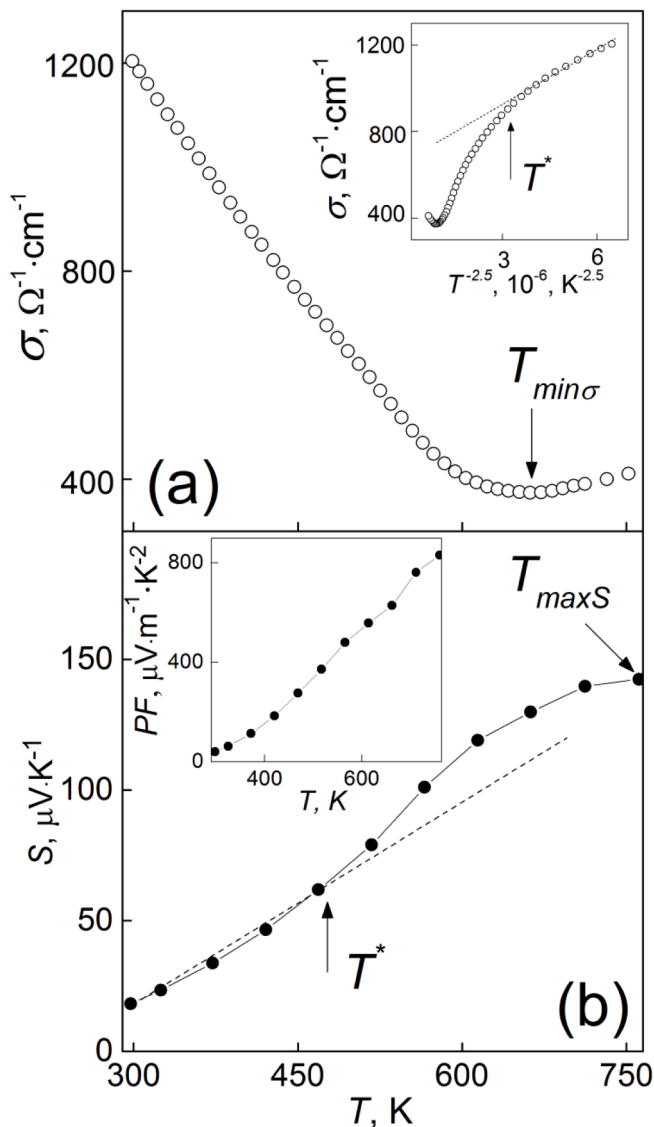 1200
800
400
σ, Ω⁻¹·cm⁻¹
(a)
T_minσ
1200
800
400
σ, Ω⁻¹·cm⁻¹
T*
3
6
T⁻²·⁵, 10⁻⁶, K⁻²·⁵
150
100
50
0
S, μV·K⁻¹
800
400
0
PF, μV·m⁻¹·K⁻²
400
600
T, K
T_maxS
T*
(b)
300
450
600
750
T, K